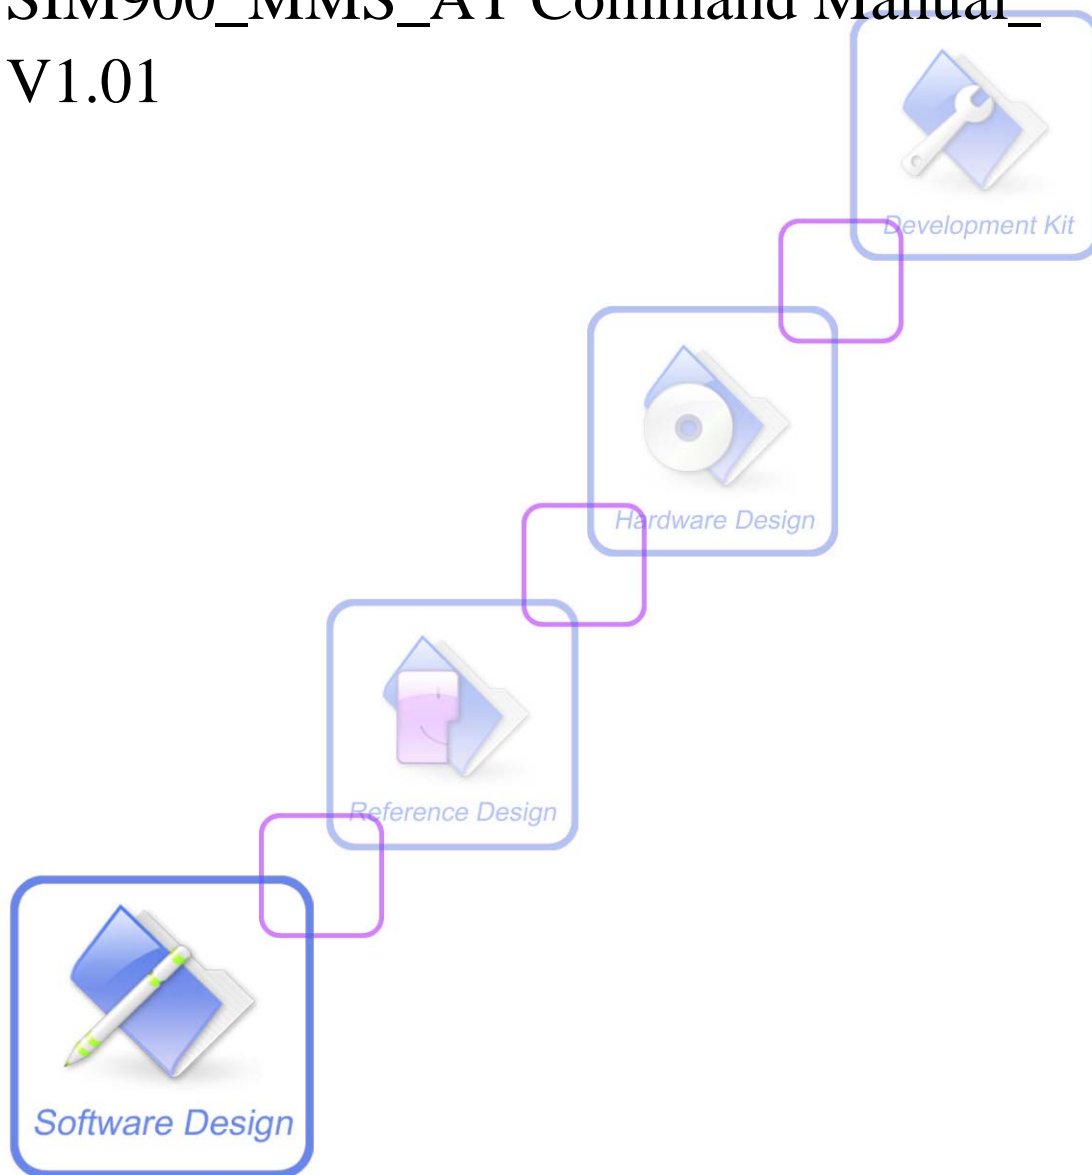 SIM900_MMS_AT Command Manual_
V1.01
Development Kit
Hardware Design
Reference Design
Software Design